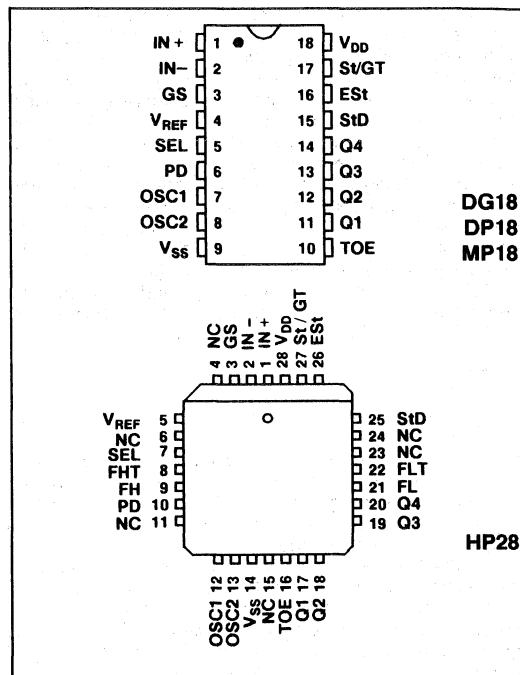 IN + 1 18 VDD
IN− 2 17 St/GT
GS 3 16 ESt
VREF 4 15 StD
SEL 5 14 Q4
PD 6 13 Q3
OSC1 7 12 Q2
OSC2 8 11 Q1
VSS 9 10 TOE
DG18
DP18
MP18
NC GS IN − IN + VDD St / GT ESt
4 3 2 1 28 27 26
VREF 5 25 StD
NC 6 24 NC
SEL 7 23 NC
FHT 8 22 FLT
FH 9 21 FL
PD 10 20 Q4
NC 11 19 Q3
HP28
12 13 14 15 16 17 18
OSC1 OSC2 VSS NC TOE Q1 Q2